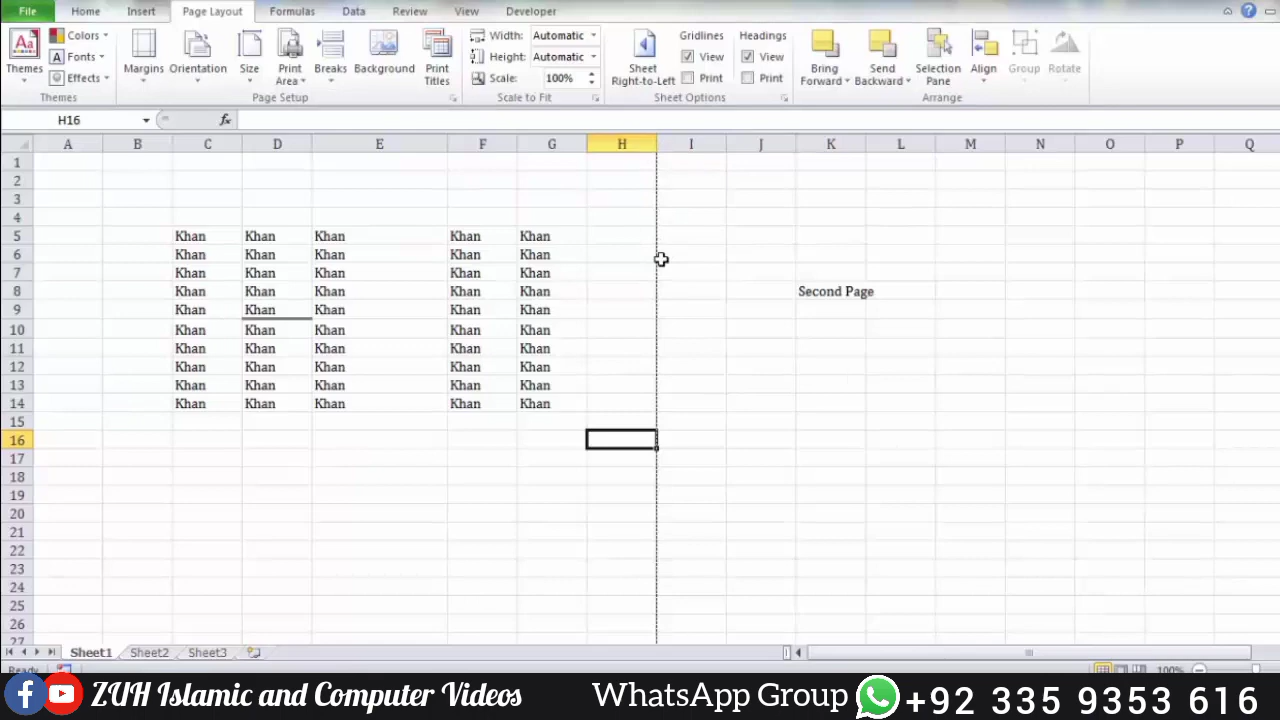 File Home Insert Page Layout Formulas Data Review View Developer
Colors Width: Automatic Gridlines Headings
Fonts Height: Automatic View View
Themes Margins Orientation Size Print Area Breaks Background Print Titles Sheet Right-to-Left Bring Forward Send Backward Selection Pane Align Group Rotate
Effects Scale: 100% Print Print
Themes Page Setup Scale to Fit Sheet Options Arrange
H16 fx
A B C D E F G H I J K L M N O P Q
1
2
3
4
5 Khan Khan Khan Khan Khan
6 Khan Khan Khan Khan Khan
7 Khan Khan Khan Khan Khan
8 Khan Khan Khan Khan Khan Second Page
9 Khan Khan Khan Khan Khan
10 Khan Khan Khan Khan Khan
11 Khan Khan Khan Khan Khan
12 Khan Khan Khan Khan Khan
13 Khan Khan Khan Khan Khan
14 Khan Khan Khan Khan Khan
15
16
17
18
19
20
21
22
23
24
25
26
27
Sheet1 Sheet2 Sheet3
Ready 100%
ZUH Islamic and Computer Videos WhatsApp Group +92 335 9353 616